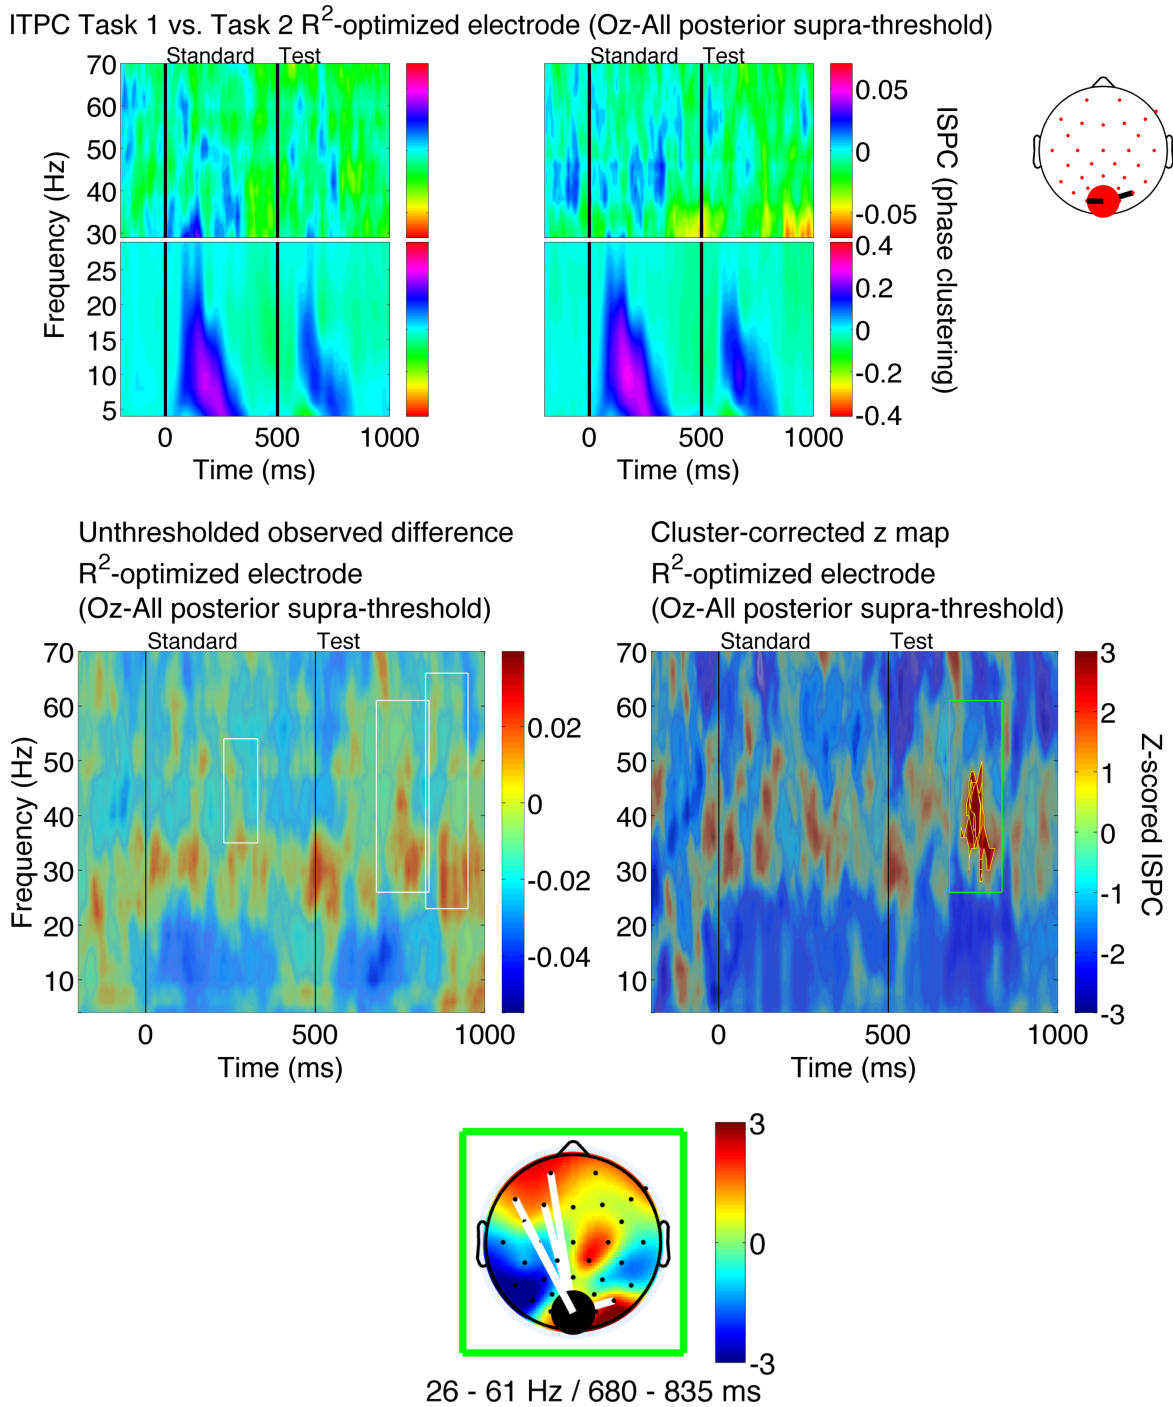 ITPC Task 1 vs. Task 2 R²-optimized electrode (Oz-All posterior supra-threshold)
Standard Test
Standard Test
70
60
50
40
30
25
20
15
10
5
Frequency (Hz)
0 500 1000
Time (ms)
0 500 1000
Time (ms)
0.05
0
-0.05
0.4
0.2
0
-0.2
-0.4
ISPC (phase clustering)
Unthresholded observed difference
R²-optimized electrode
(Oz-All posterior supra-threshold)
Standard Test
70
60
50
40
30
20
10
Frequency (Hz)
0 500 1000
Time (ms)
0.02
0
-0.02
-0.04
Cluster-corrected z map
R²-optimized electrode
(Oz-All posterior supra-threshold)
Standard Test
70
60
50
40
30
20
10
0 500 1000
Time (ms)
3
2
1
0
-1
-2
-3
Z-scored ISPC
3
0
-3
26 - 61 Hz / 680 - 835 ms